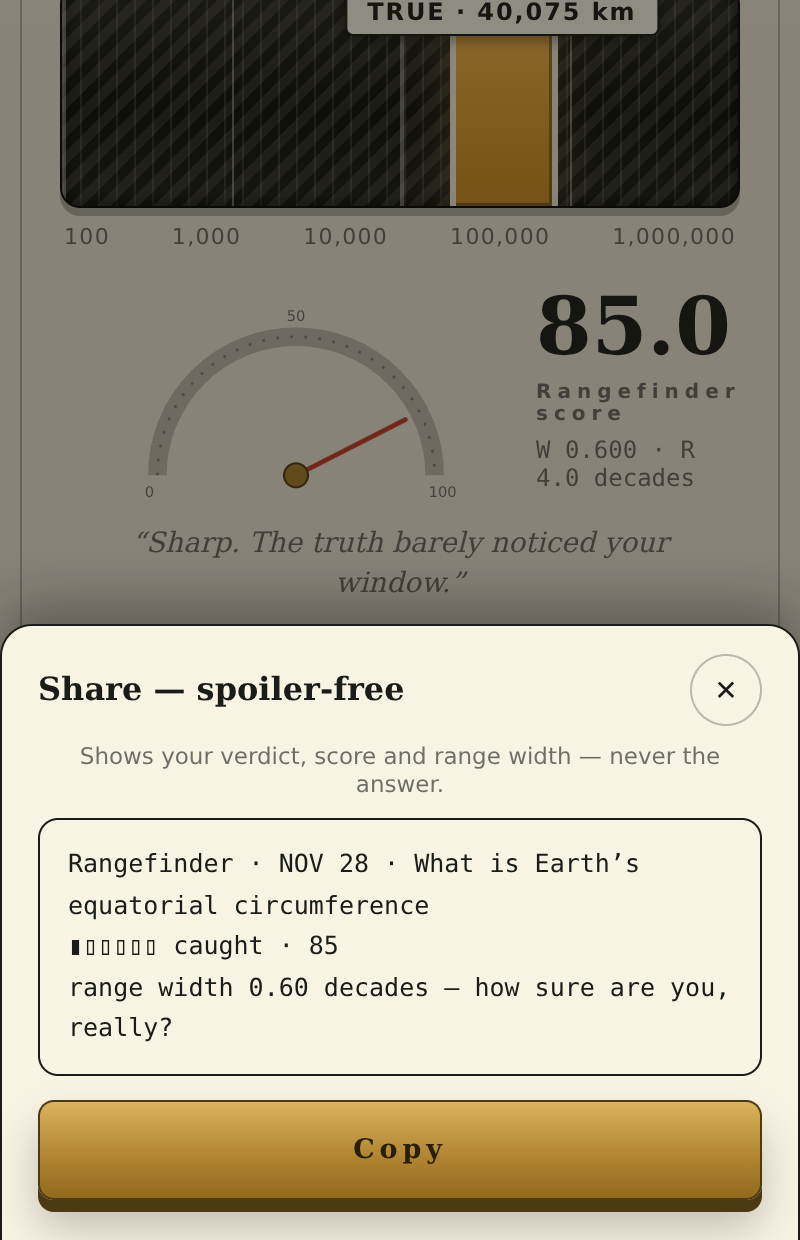 TRUE · 40,075 km
100 1,000 10,000 100,000 1,000,000
50
0 100
85.0
Rangefinder
score
W 0.600 · R
4.0 decades
“Sharp. The truth barely noticed your
window.”
Share — spoiler-free
✕
Shows your verdict, score and range width — never the
answer.
Rangefinder · NOV 28 · What is Earth’s
equatorial circumference
▮▯▯▯▯▯ caught · 85
range width 0.60 decades — how sure are you,
really?
Copy